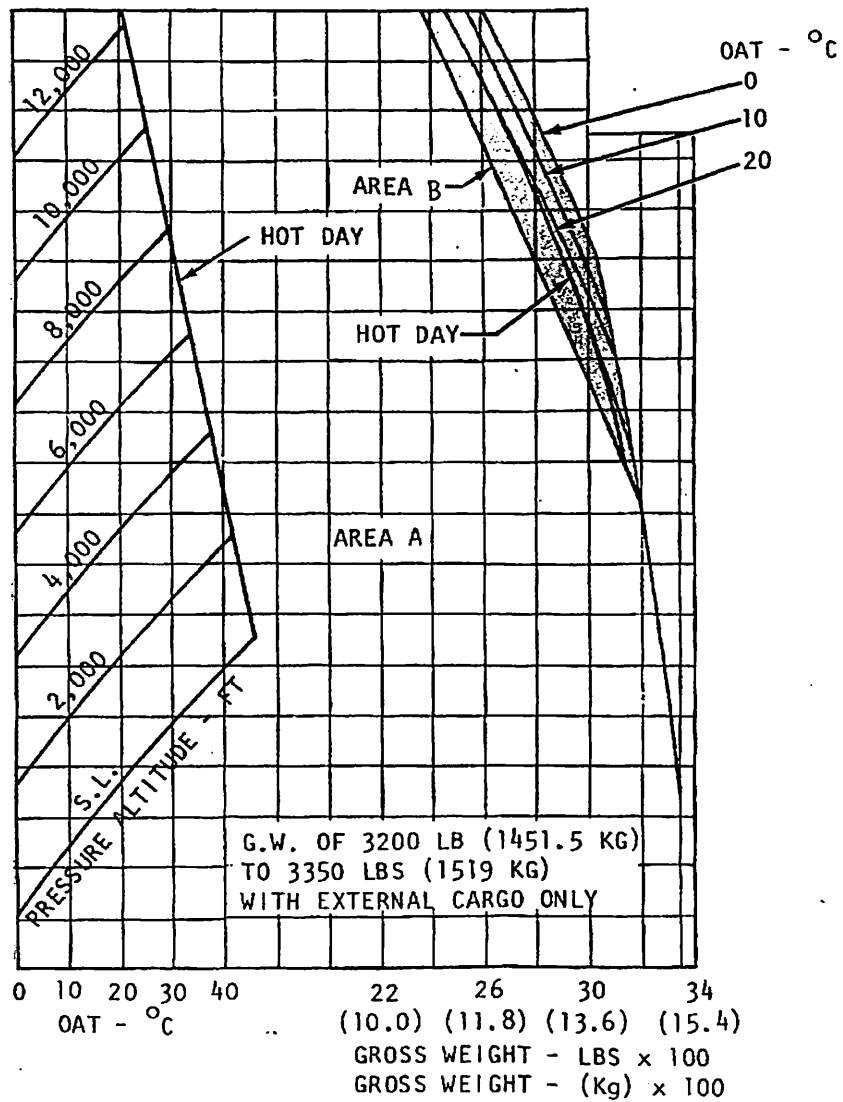 OAT - °C
0
10
20
12,000
10,000
8,000
6,000
4,000
2,000
S.L.
PRESSURE ALTITUDE - FT
HOT DAY
AREA B
HOT DAY
AREA A
G.W. OF 3200 LB (1451.5 KG)
TO 3350 LBS (1519 KG)
WITH EXTERNAL CARGO ONLY
0 10 20 30 40 22 26 30 34
OAT - °C (10.0) (11.8) (13.6) (15.4)
GROSS WEIGHT - LBS x 100
GROSS WEIGHT - (Kg) x 100